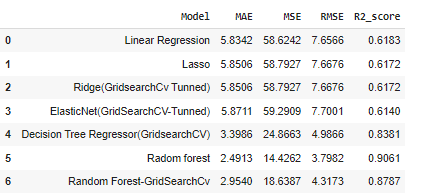 Model MAE MSE RMSE R2_score
0 Linear Regression 5.8342 58.6242 7.6566 0.6183
1 Lasso 5.8506 58.7927 7.6676 0.6172
2 Ridge(GridsearchCv Tunned) 5.8506 58.7927 7.6676 0.6172
3 ElasticNet(GridSearchCV-Tunned) 5.8711 59.2909 7.7001 0.6140
4 Decision Tree Regressor(GridsearchCV) 3.3986 24.8663 4.9866 0.8381
5 Radom forest 2.4913 14.4262 3.7982 0.9061
6 Random Forest-GridSearchCv 2.9540 18.6387 4.3173 0.8787